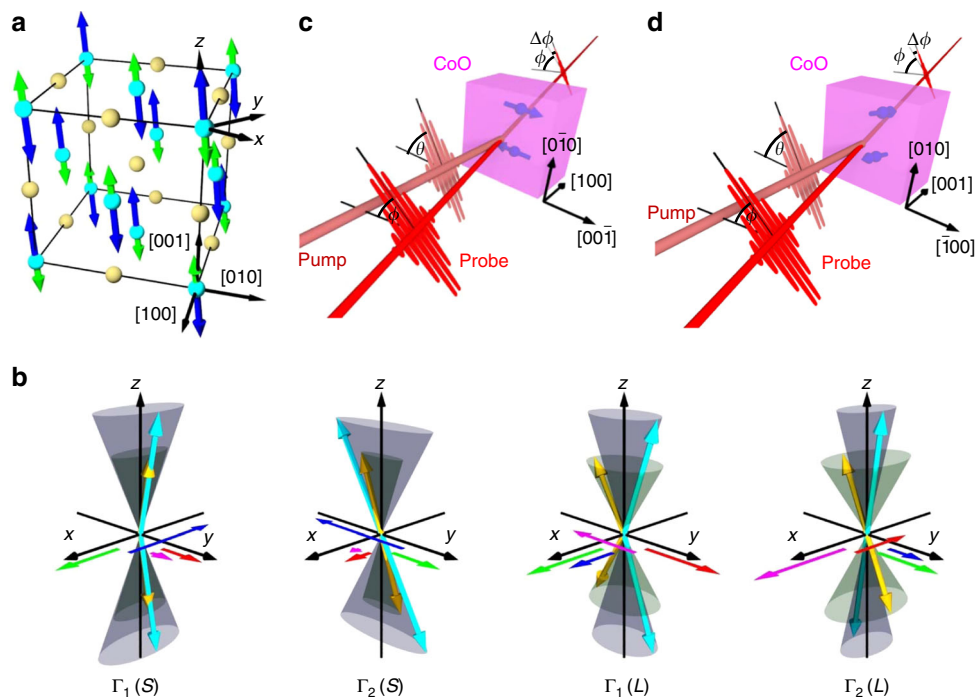 a
z
y
x
[001]
[010]
[100]
c
Δϕ
ϕ
CoO
θ
[01̄0]
[100]
[001̄]
ϕ
Pump
Probe
d
Δϕ
ϕ
CoO
θ
[010]
[001]
[1̄00]
ϕ
Pump
Probe
b
z
z
z
z
x
y
x
y
x
y
x
y
Γ₁ (S)
Γ₂ (S)
Γ₁ (L)
Γ₂ (L)